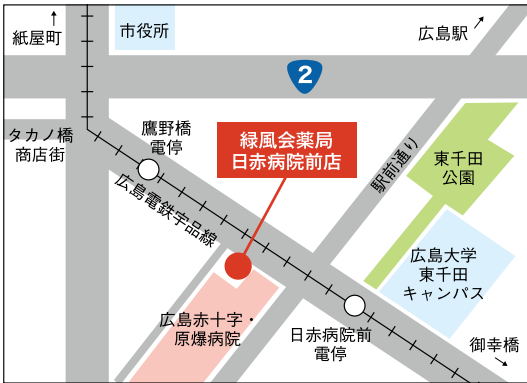 紙屋町
市役所
広島駅
2
タカノ橋
商店街
鷹野橋
電停
緑風会薬局
日赤病院前店
駅前通り
東千田
公園
広島電鉄宇品線
広島大学
東千田
キャンパス
広島赤十字・
原爆病院
日赤病院前
電停
御幸橋